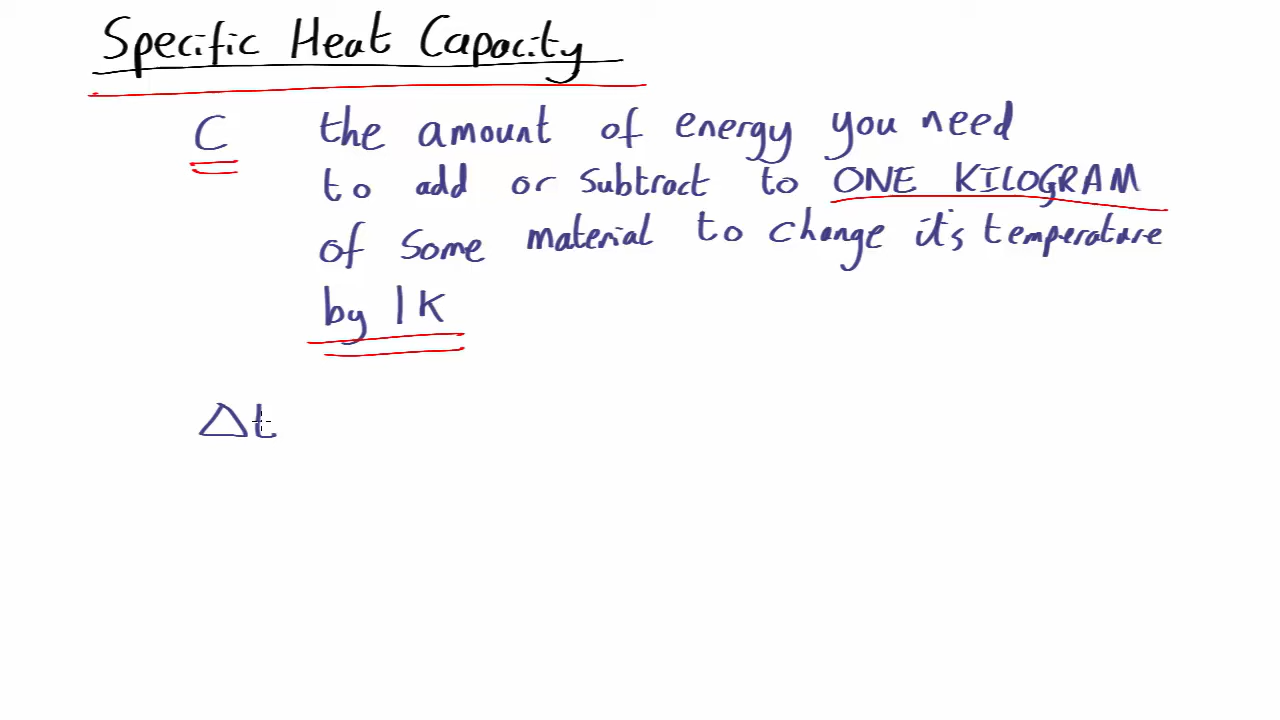 Specific Heat Capacity
C the amount of energy you need
to add or subtract to ONE KILOGRAM
of some material to change it's temperature
by 1K
Δt